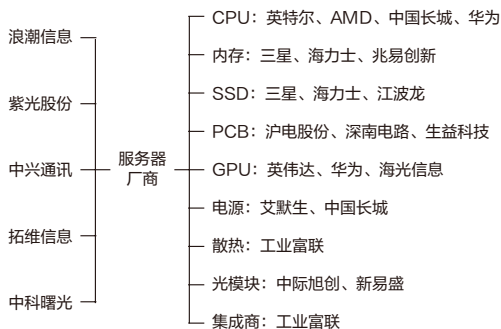 浪潮信息
紫光股份
中兴通讯
拓维信息
中科曙光
服务器
厂商
CPU：英特尔、AMD、中国长城、华为
内存：三星、海力士、兆易创新
SSD：三星、海力士、江波龙
PCB：沪电股份、深南电路、生益科技
GPU：英伟达、华为、海光信息
电源：艾默生、中国长城
散热：工业富联
光模块：中际旭创、新易盛
集成商：工业富联